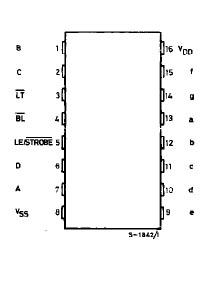 B 1 16 VDD
C 2 15 f
LT 3 14 g
BL 4 13 a
LE/STROBE 5 12 b
D 6 11 c
A 7 10 d
VSS 8 9 e
S-1842/1